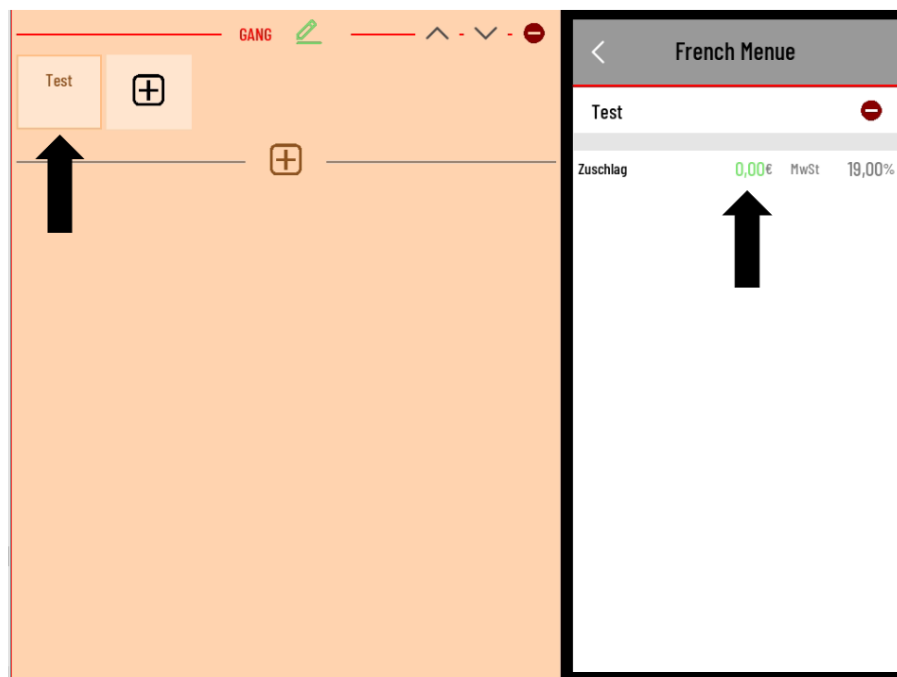 GANG
Test
French Menue
Test
Zuschlag 0,00€ MwSt 19,00%